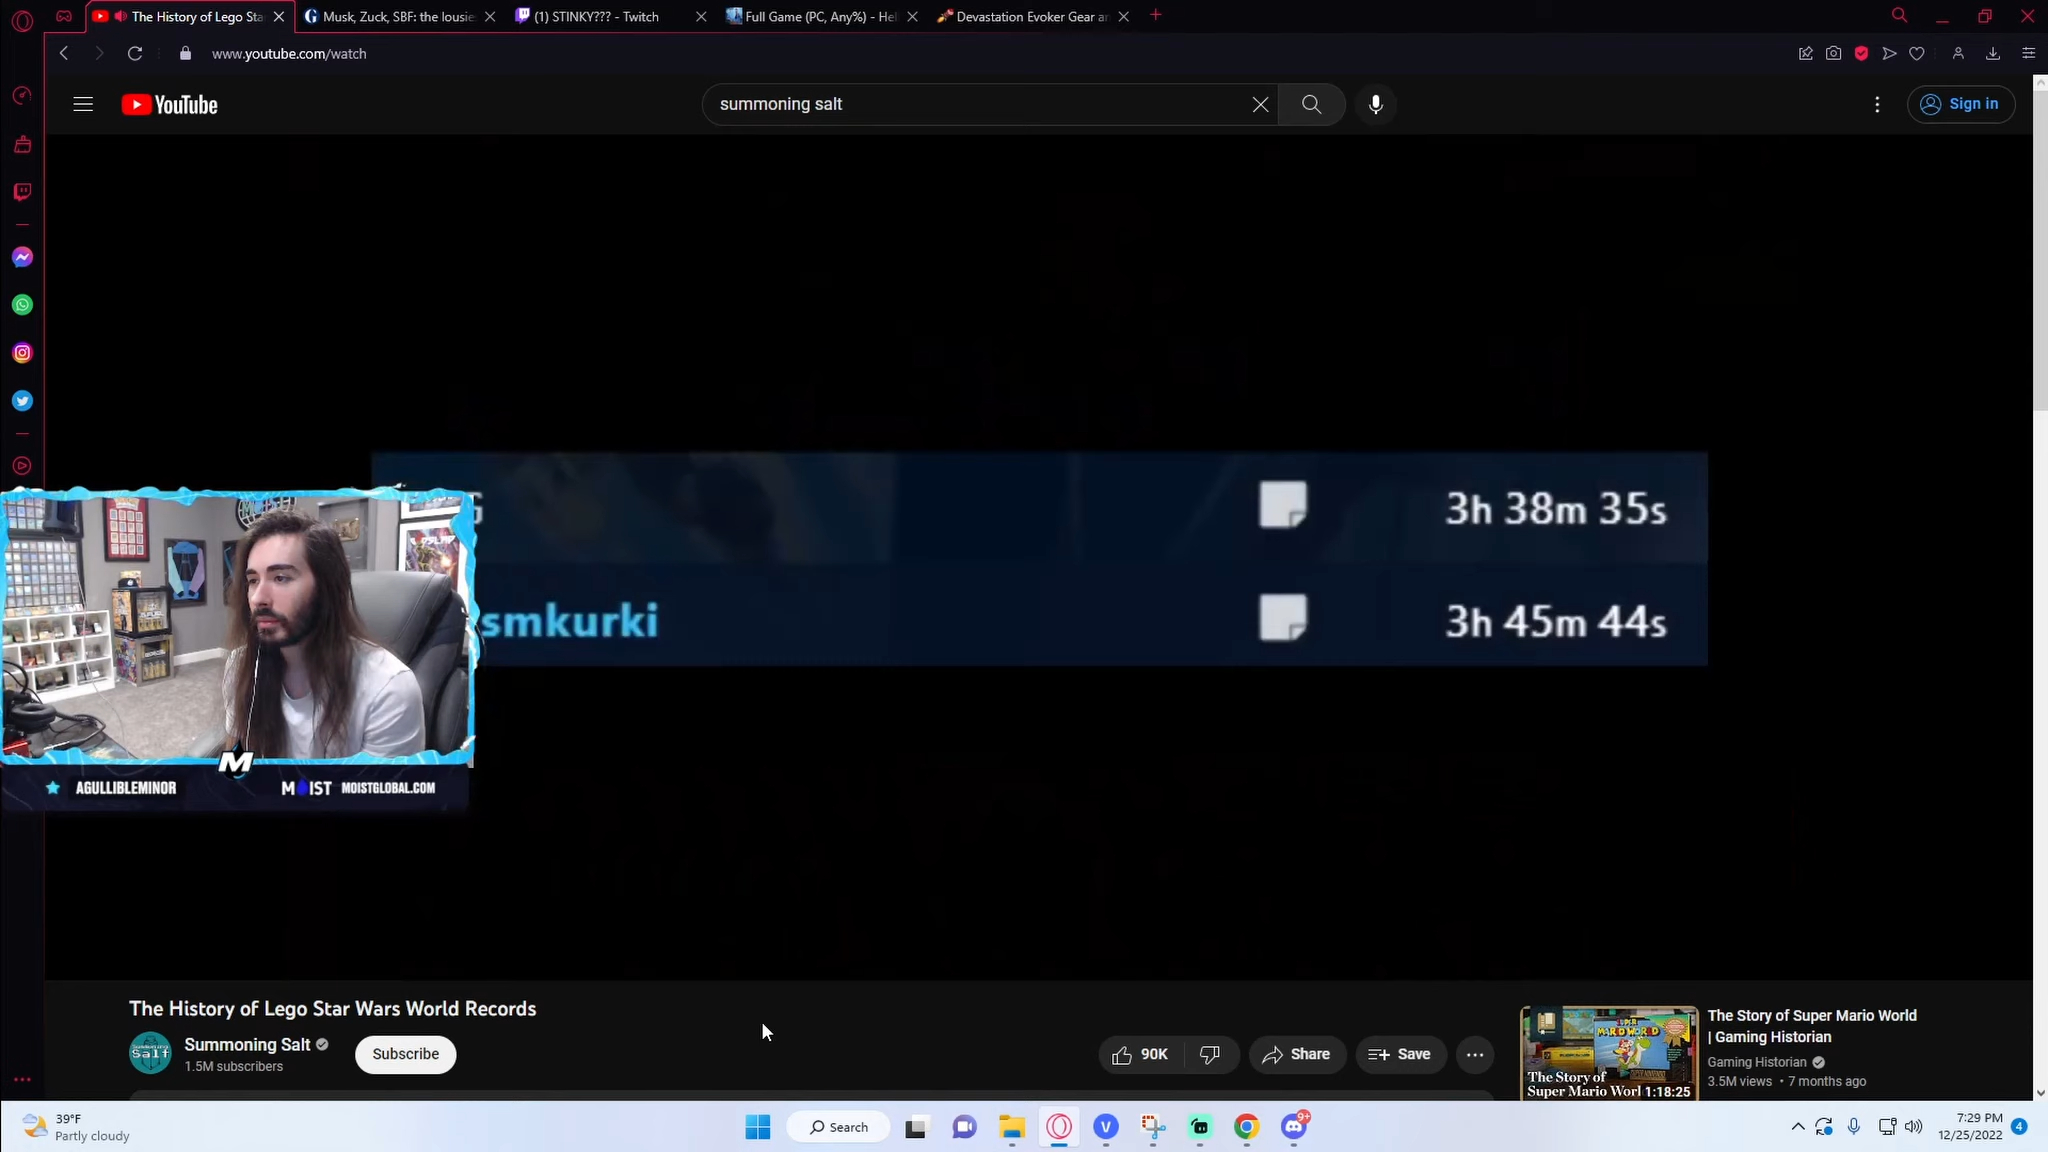 The History of Lego Sta
Musk, Zuck, SBF: the lousie
(1) STINKY??? - Twitch
Full Game (PC, Any%) - Hel
Devastation Evoker Gear an
www.youtube.com/watch
YouTube
summoning salt
Sign in
3h 38m 35s
smkurki
3h 45m 44s
M
AGULLIBLEMINOR
MOIST
MOISTGLOBAL.COM
The History of Lego Star Wars World Records
Summoning Salt
1.5M subscribers
Subscribe
90K
Share
Save
The Story of Super Mario World
| Gaming Historian
Gaming Historian
3.5M views • 7 months ago
The Story of
Super Mario Worl
1:18:25
39°F
Partly cloudy
Search
9+
7:29 PM
12/25/2022
4